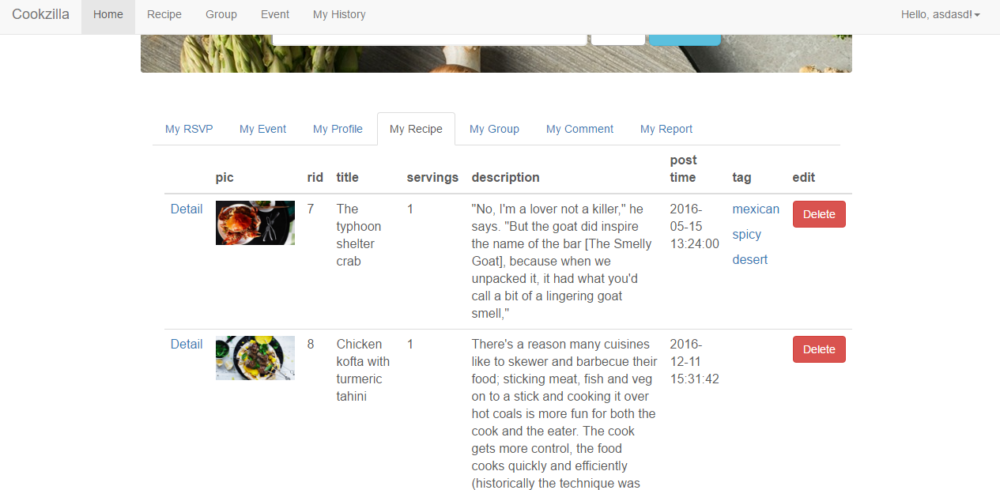 Cookzilla Home Recipe Group Event My History Hello, asdasd!
My RSVP My Event My Profile My Recipe My Group My Comment My Report
pic rid title servings description post time tag edit
Detail 7 The typhoon shelter crab 1
"No, I'm a lover not a killer," he
says. "But the goat did inspire
the name of the bar [The Smelly
Goat], because when we
unpacked it, it had what you'd
call a bit of a lingering goat
smell,"
2016-
05-15
13:24:00
mexican
spicy
desert
Delete
Detail 8 Chicken kofta with turmeric tahini 1
There's a reason many cuisines
like to skewer and barbecue their
food; sticking meat, fish and veg
on to a stick and cooking it over
hot coals is more fun for both the
cook and the eater. The cook
gets more control, the food
cooks quickly and efficiently
(historically the technique was
2016-
12-11
15:31:42
Delete